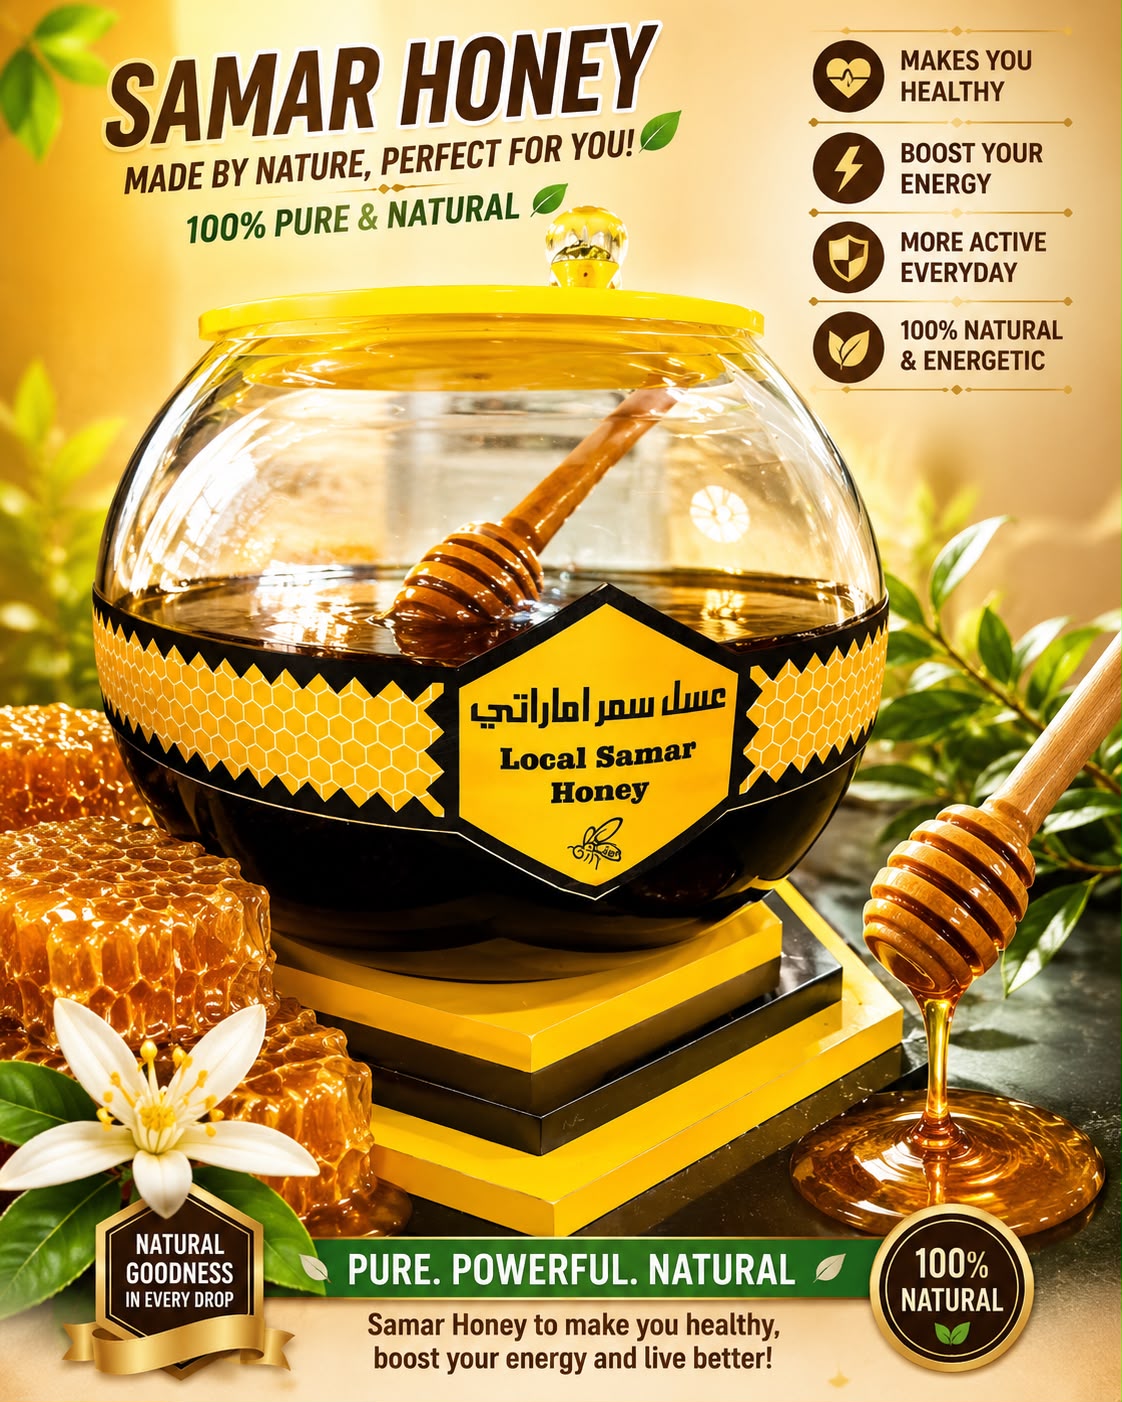 SAMAR HONEY
MADE BY NATURE, PERFECT FOR YOU!
100% PURE & NATURAL
MAKES YOU
HEALTHY
BOOST YOUR
ENERGY
MORE ACTIVE
EVERYDAY
100% NATURAL
& ENERGETIC
عسل سمر اماراتي
Local Samar
Honey
NATURAL
GOODNESS
IN EVERY DROP
PURE. POWERFUL. NATURAL
Samar Honey to make you healthy,
boost your energy and live better!
100%
NATURAL